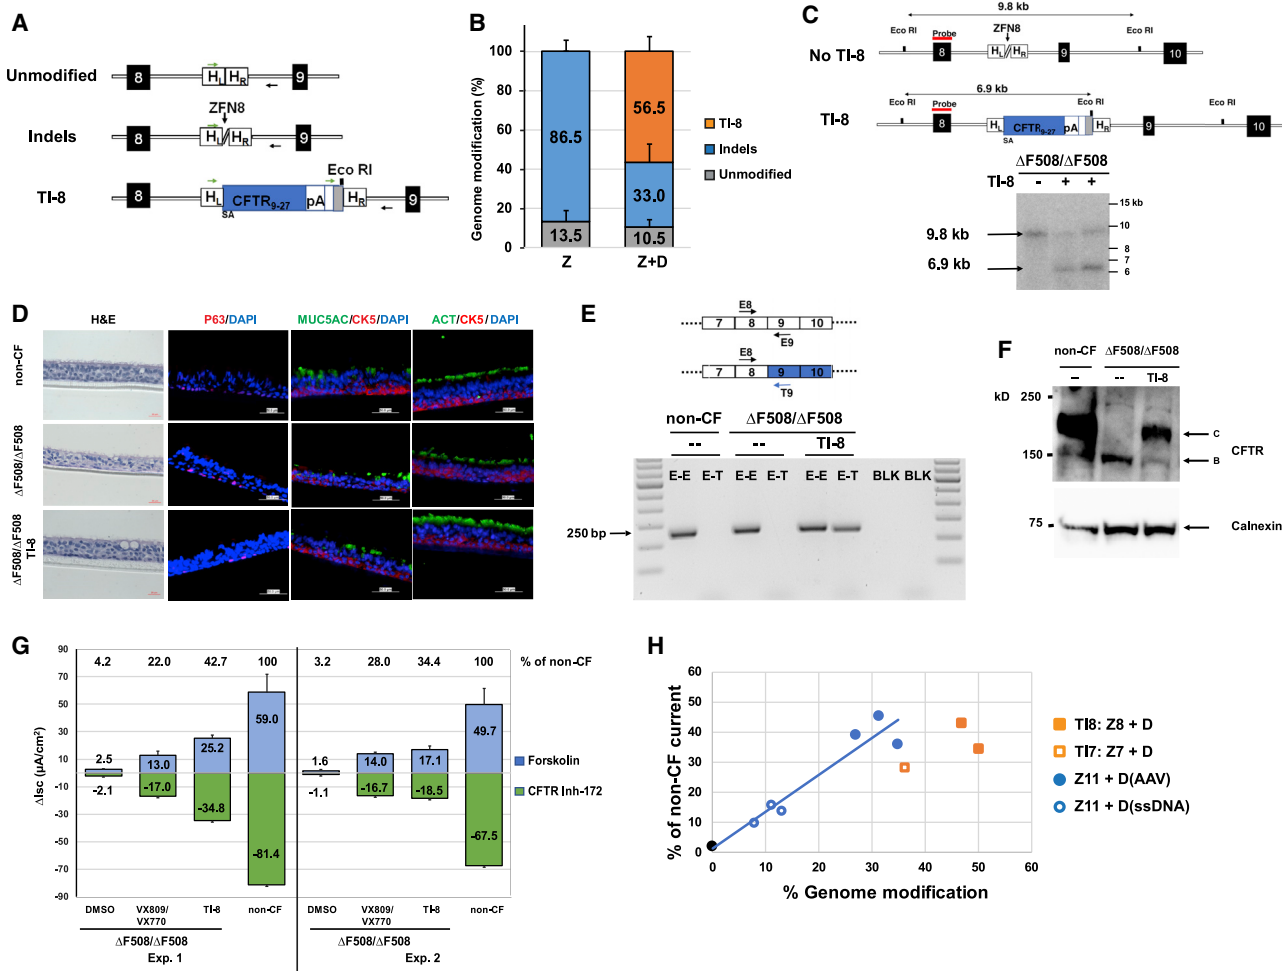 A
Unmodified
8
HL
HR
9
ZFN8
Indels
8
HL
HR
9
Eco RI
TI-8
8
HL
SA
CFTR9-27
pA
HR
9
B
Genome modification (%)
100
80
60
40
20
0
86.5
13.5
56.5
33.0
10.5
Z
Z+D
TI-8
Indels
Unmodified
C
9.8 kb
Eco RI
Probe
ZFN8
Eco RI
No TI-8
8
HL
HR
9
10
6.9 kb
Eco RI
Probe
Eco RI
Eco RI
TI-8
8
HL
SA
CFTR9-27
pA
HR
9
10
ΔF508/ΔF508
TI-8 - + +
15 kb
9.8 kb
10
8
7
6.9 kb
6
D
H&E
P63/DAPI
MUC5AC/CK5/DAPI
ACT/CK5/DAPI
non-CF
ΔF508/ΔF508
ΔF508/ΔF508
TI-8
E
E8
7 8 9 10
E9
E8
7 8 9 10
T9
non-CF
ΔF508/ΔF508
--
--
TI-8
E-E E-T E-E E-T E-E E-T BLK BLK
250 bp
F
non-CF
ΔF508/ΔF508
– -- TI-8
kD
250
150
C
CFTR
B
75
Calnexin
G
ΔIsc (µA/cm2)
90
70
50
30
10
-10
-30
-50
-70
-90
4.2 22.0 42.7 100 3.2 28.0 34.4 100 % of non-CF
2.5 13.0 25.2 59.0 1.6 14.0 17.1 49.7
-2.1 -17.0 -34.8 -81.4 -1.1 -16.7 -18.5 -67.5
Forskolin
CFTR Inh-172
DMSO VX809/VX770 TI-8 non-CF DMSO VX809/VX770 TI-8 non-CF
ΔF508/ΔF508 ΔF508/ΔF508
Exp. 1 Exp. 2
H
% of non-CF current
60
50
40
30
20
10
0
0 10 20 30 40 50 60
% Genome modification
TI8: Z8 + D
TI7: Z7 + D
Z11 + D(AAV)
Z11 + D(ssDNA)